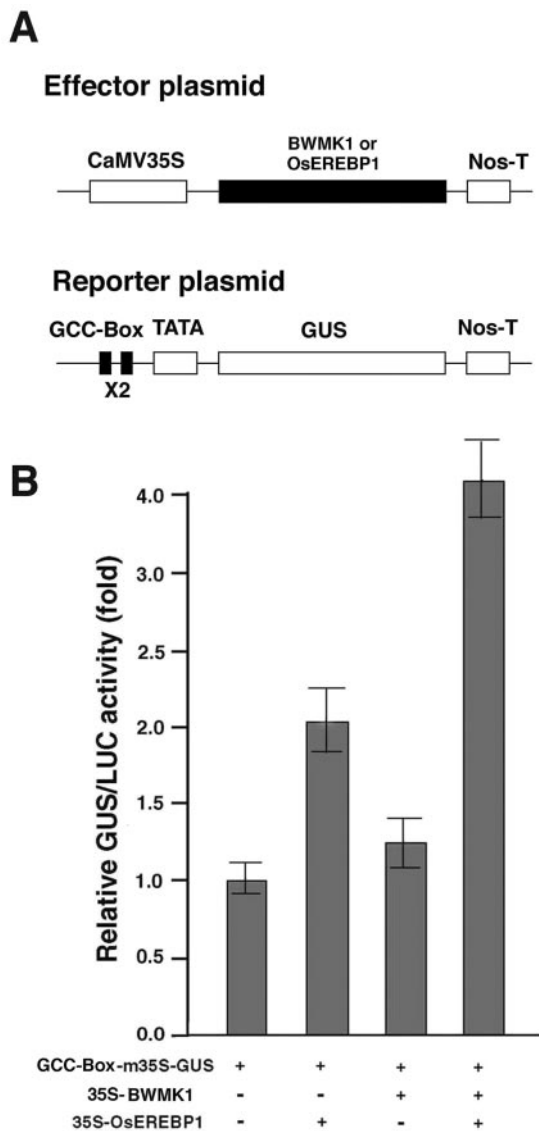 A
Effector plasmid
BWMK1 or
CaMV35S OsEREBP1 Nos-T
Reporter plasmid
GCC-Box TATA GUS Nos-T
X2
B
Relative GUS/LUC activity (fold)
4.0
3.0
2.5
2.0
1.5
1.0
0.5
0.0
GCC-Box-m35S-GUS + + + +
35S-BWMK1 - - + +
35S-OsEREBP1 - + - +